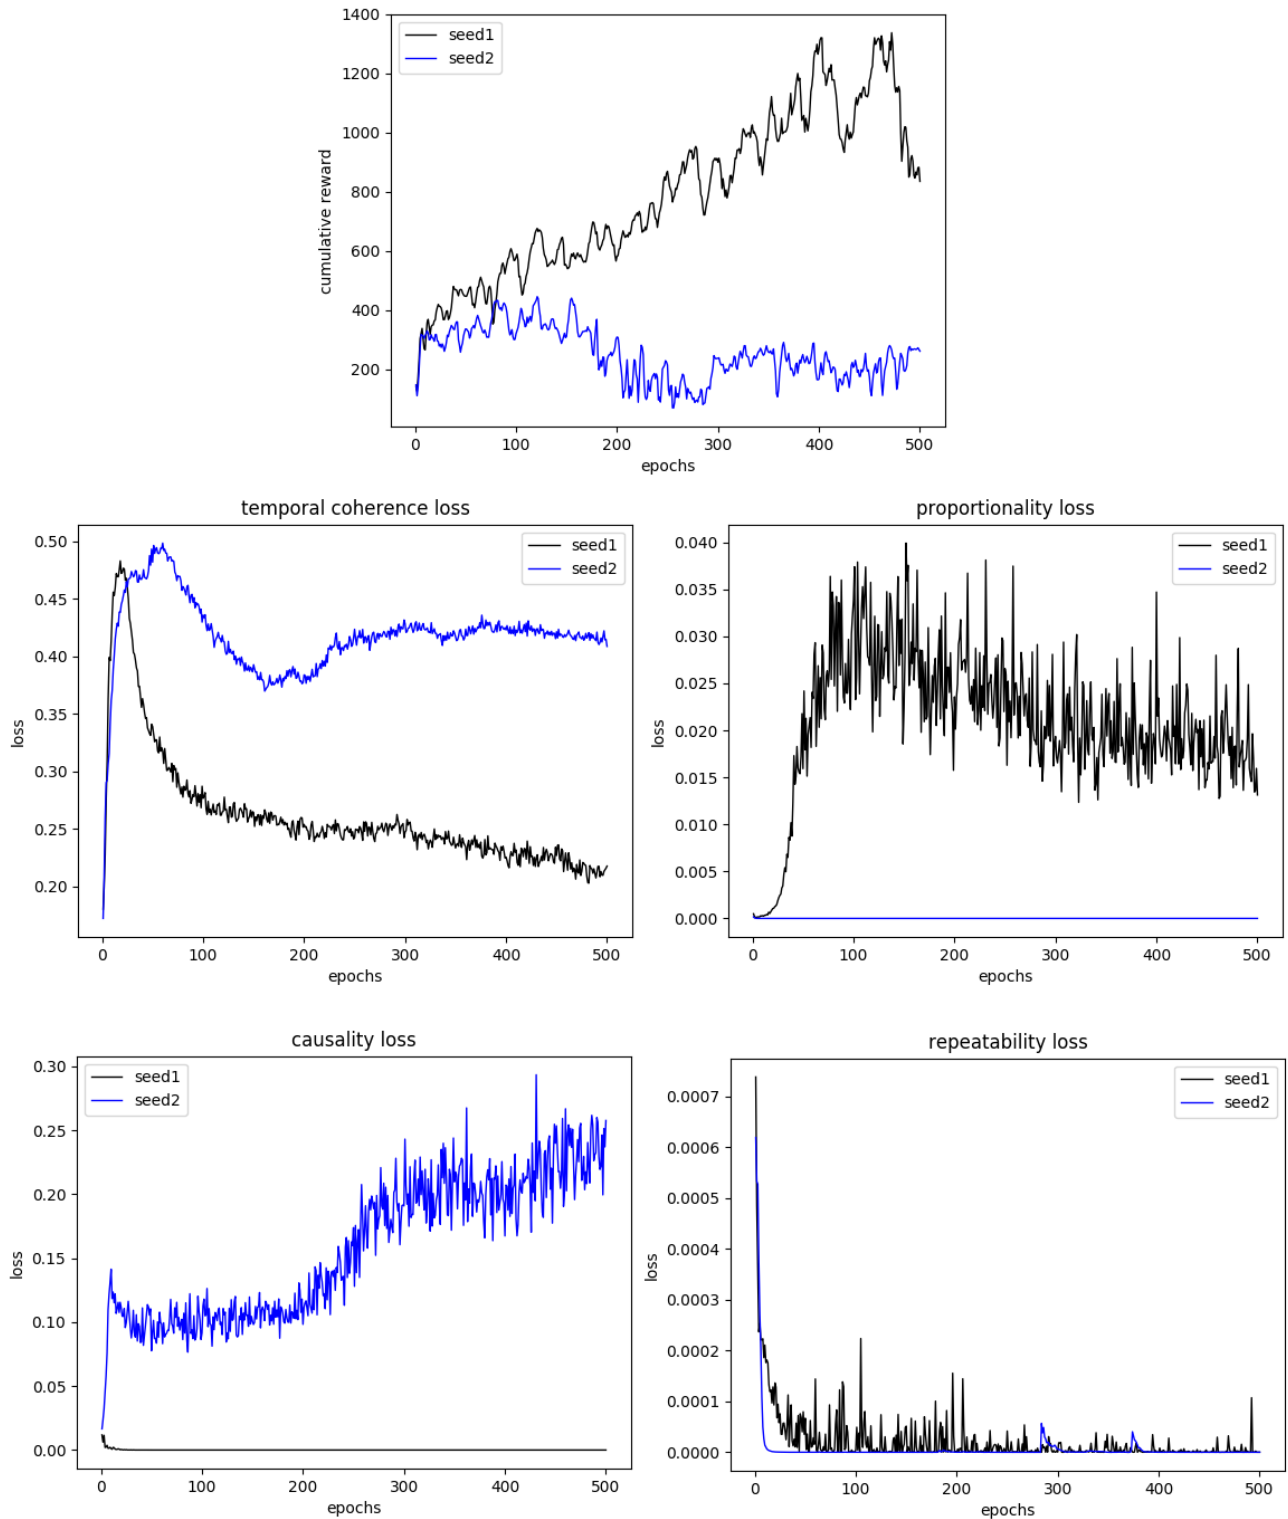 1400
1200
1000
800
600
400
200
cumulative reward
seed1
seed2
0 100 200 300 400 500
epochs
temporal coherence loss
0.50
0.45
0.40
0.35
0.30
0.25
0.20
loss
seed1
seed2
0 100 200 300 400 500
epochs
proportionality loss
0.040
0.035
0.030
0.025
0.020
0.015
0.010
0.005
0.000
loss
seed1
seed2
0 100 200 300 400 500
epochs
causality loss
0.30
0.25
0.20
0.15
0.10
0.05
0.00
loss
seed1
seed2
0 100 200 300 400 500
epochs
repeatability loss
0.0007
0.0006
0.0005
0.0004
0.0003
0.0002
0.0001
0.0000
loss
seed1
seed2
0 100 200 300 400 500
epochs